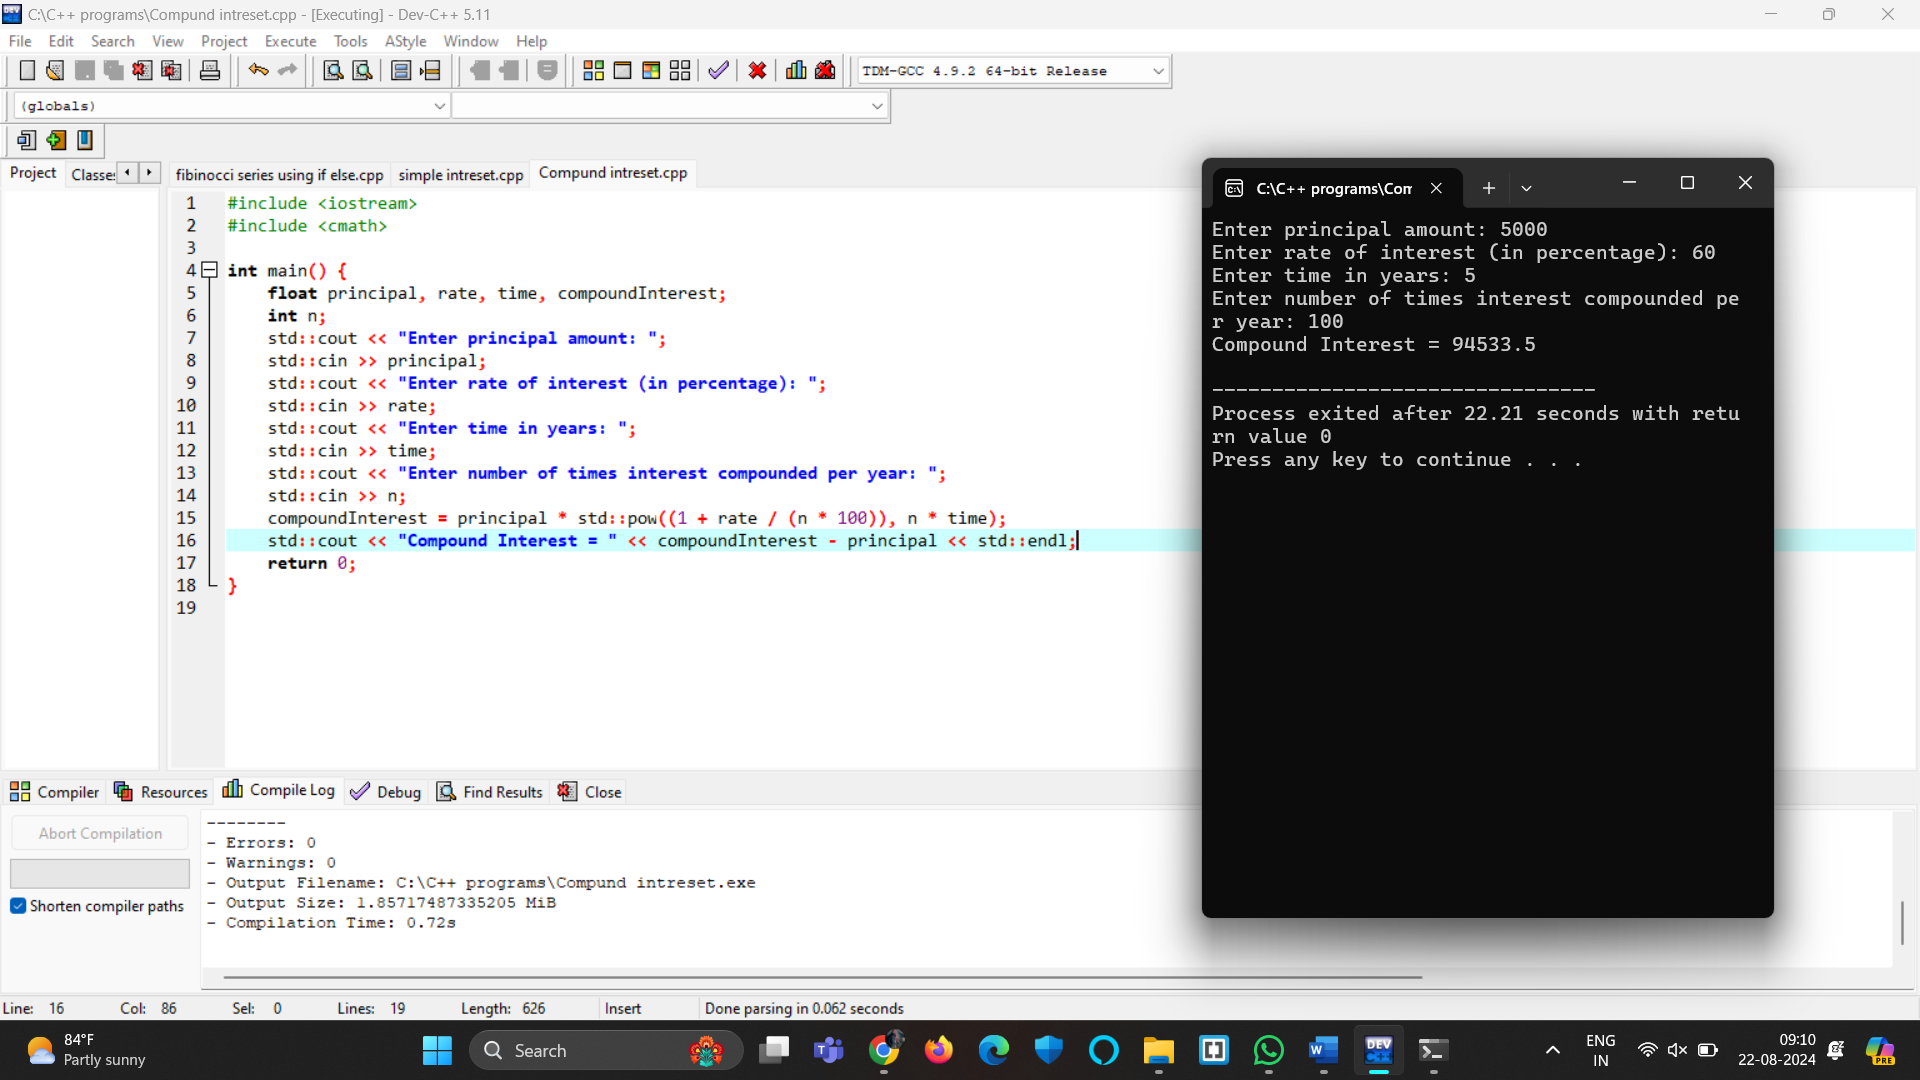 C:\C++ programs\Compund intreset.cpp - [Executing] - Dev-C++ 5.11
File Edit Search View Project Execute Tools AStyle Window Help
TDM-GCC 4.9.2 64-bit Release
(globals)
Project Classes
fibinocci series using if else.cpp simple intreset.cpp Compund intreset.cpp
1 #include <iostream>
2 #include <cmath>
3
4 int main() {
5 float principal, rate, time, compoundInterest;
6 int n;
7 std::cout << "Enter principal amount: ";
8 std::cin >> principal;
9 std::cout << "Enter rate of interest (in percentage): ";
10 std::cin >> rate;
11 std::cout << "Enter time in years: ";
12 std::cin >> time;
13 std::cout << "Enter number of times interest compounded per year: ";
14 std::cin >> n;
15 compoundInterest = principal * std::pow((1 + rate / (n * 100)), n * time);
16 std::cout << "Compound Interest = " << compoundInterest - principal << std::endl;
17 return 0;
18 }
19
C:\C++ programs\Com
Enter principal amount: 5000
Enter rate of interest (in percentage): 60
Enter time in years: 5
Enter number of times interest compounded pe
r year: 100
Compound Interest = 94533.5
--------------------------------
Process exited after 22.21 seconds with retu
rn value 0
Press any key to continue . . .
Compiler Resources Compile Log Debug Find Results Close
Abort Compilation
Shorten compiler paths
--------
- Errors: 0
- Warnings: 0
- Output Filename: C:\C++ programs\Compund intreset.exe
- Output Size: 1.85717487335205 MiB
- Compilation Time: 0.72s
Line: 16 Col: 86 Sel: 0 Lines: 19 Length: 626 Insert Done parsing in 0.062 seconds
84°F
Partly sunny
Search
DEV
C++
ENG
IN
09:10
22-08-2024
PRE